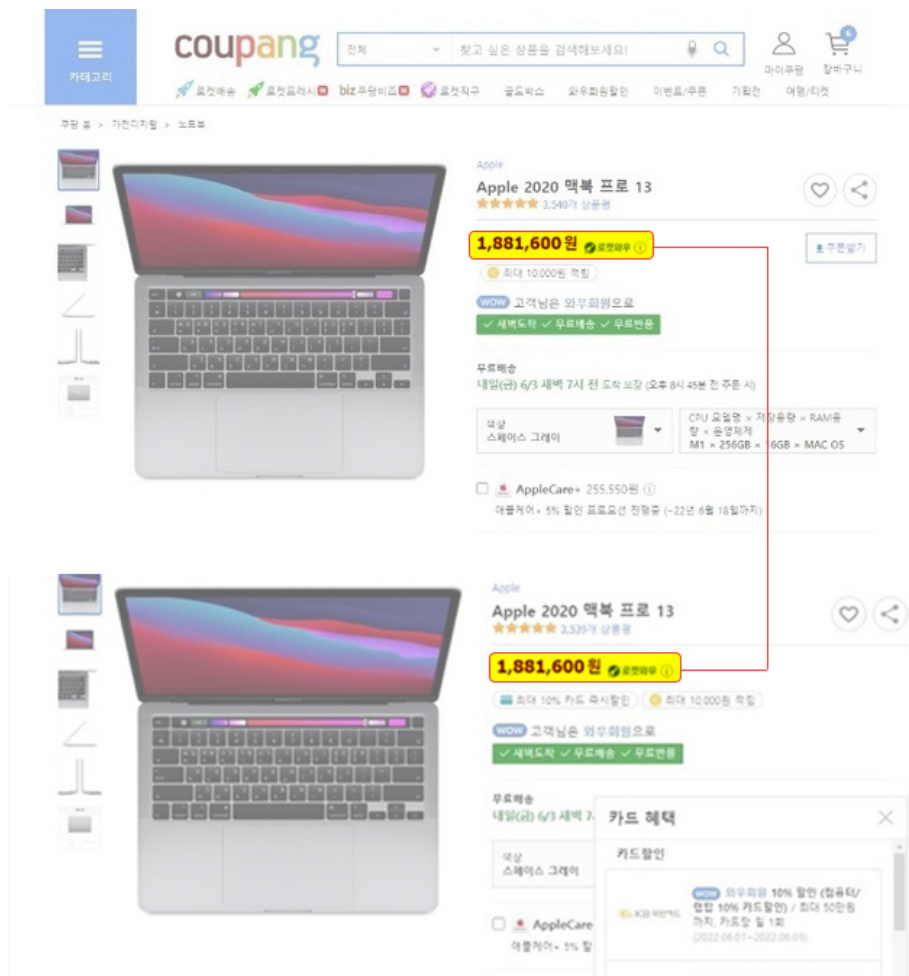 카테고리
coupang
전체
찾고 싶은 상품을 검색해보세요!
마이쿠팡
6
장바구니
로켓배송
로켓프레시
biz 쿠팡비즈
로켓직구
골드박스
와우회원할인
이벤트/쿠폰
기획전
여행/티켓
쿠팡 홈 > 가전디지털 > 노트북
Apple
Apple 2020 맥북 프로 13
3,540개 상품평
1,881,600원 로켓와우
쿠폰받기
최대 10,000원 적립
WOW 고객님은 와우회원으로
✓ 새벽도착 ✓ 무료배송 ✓ 무료반품
무료배송
내일(금) 6/3 새벽 7시 전 도착 보장 (오후 8시 45분 전 주문 시)
색상
스페이스 그레이
CPU 모델명 × 저장용량 × RAM용
량 × 운영체제
M1 × 256GB × 16GB × MAC OS
AppleCare+ 255,550원
애플케어+ 5% 할인 프로모션 진행중 (~22년 6월 18일까지)
Apple
Apple 2020 맥북 프로 13
3,539개 상품평
1,881,600원 로켓와우
최대 10% 카드 즉시할인
최대 10,000원 적립
WOW 고객님은 와우회원으로
✓ 새벽도착 ✓ 무료배송 ✓ 무료반품
무료배송
내일(금) 6/3 새벽 7
색상
스페이스 그레이
AppleCare
애플케어+ 5% 할
카드 혜택
카드할인
KB국민카드
WOW 와우회원 10% 할인 (컴퓨터/
랩탑 10% 카드할인) / 최대 50만원
까지, 카드당 일 1회
(2022.06.01~2022.06.05)